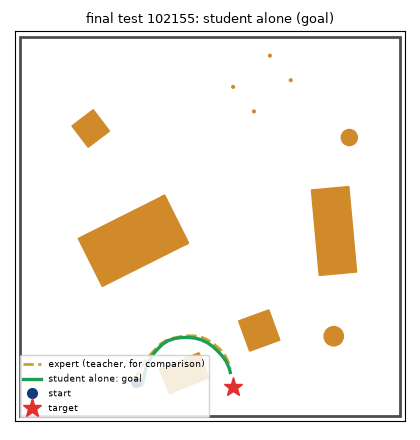 final test 102155: student alone (goal)
expert (teacher, for comparison)
student alone: goal
start
target